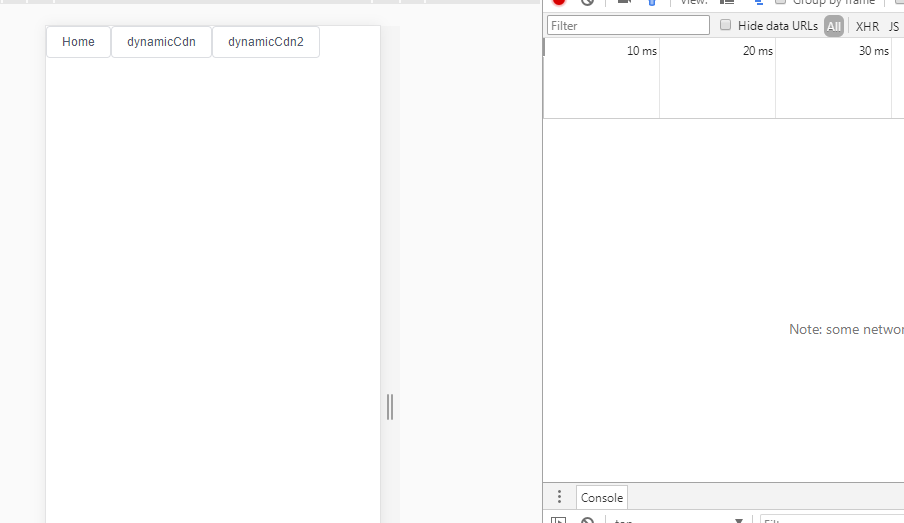 Home dynamicCdn dynamicCdn2
View:
Group by frame
Filter
Hide data URLs All XHR JS
10 ms 20 ms 30 ms
Note: some networ
Console
top